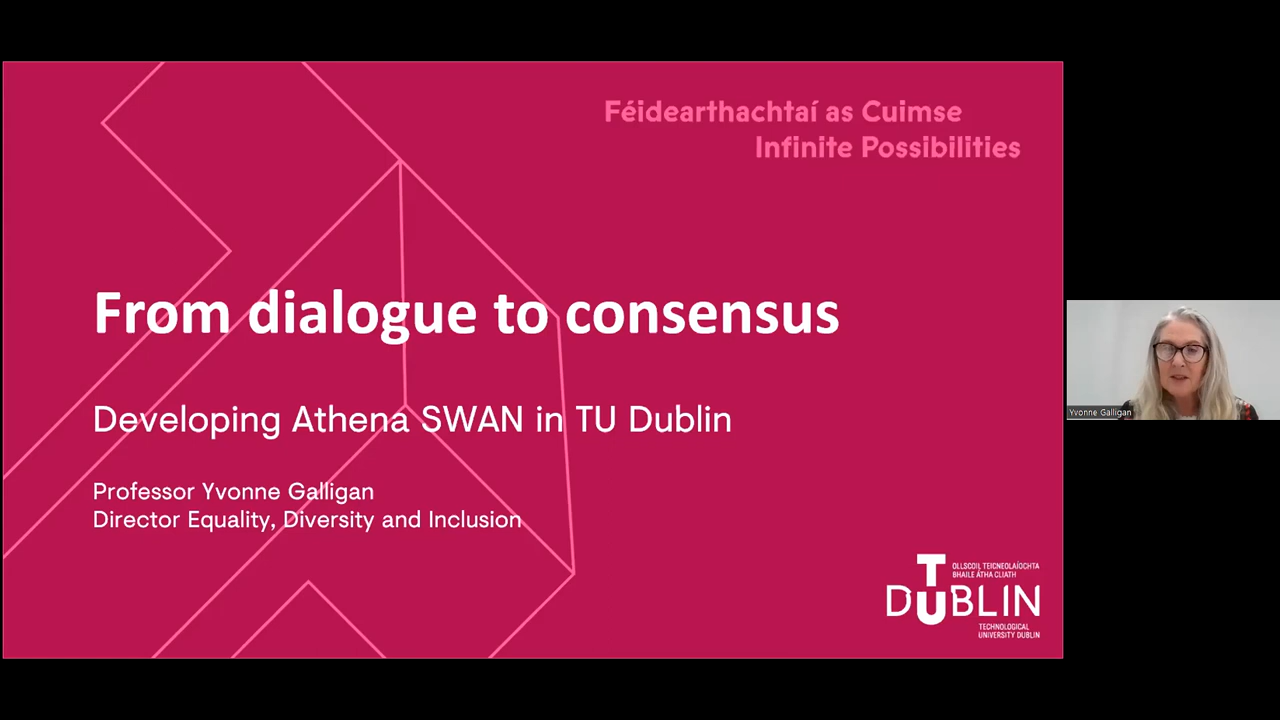 Féidearthachtaí as Cuimse
Infinite Possibilities
From dialogue to consensus
Developing Athena SWAN in TU Dublin
Professor Yvonne Galligan
Director Equality, Diversity and Inclusion
Yvonne Galligan
OLLSCOIL TEICNEOLAÍOCHTA
BHAILE ÁTHA CLIATH
TU DUBLIN
TECHNOLOGICAL
UNIVERSITY DUBLIN